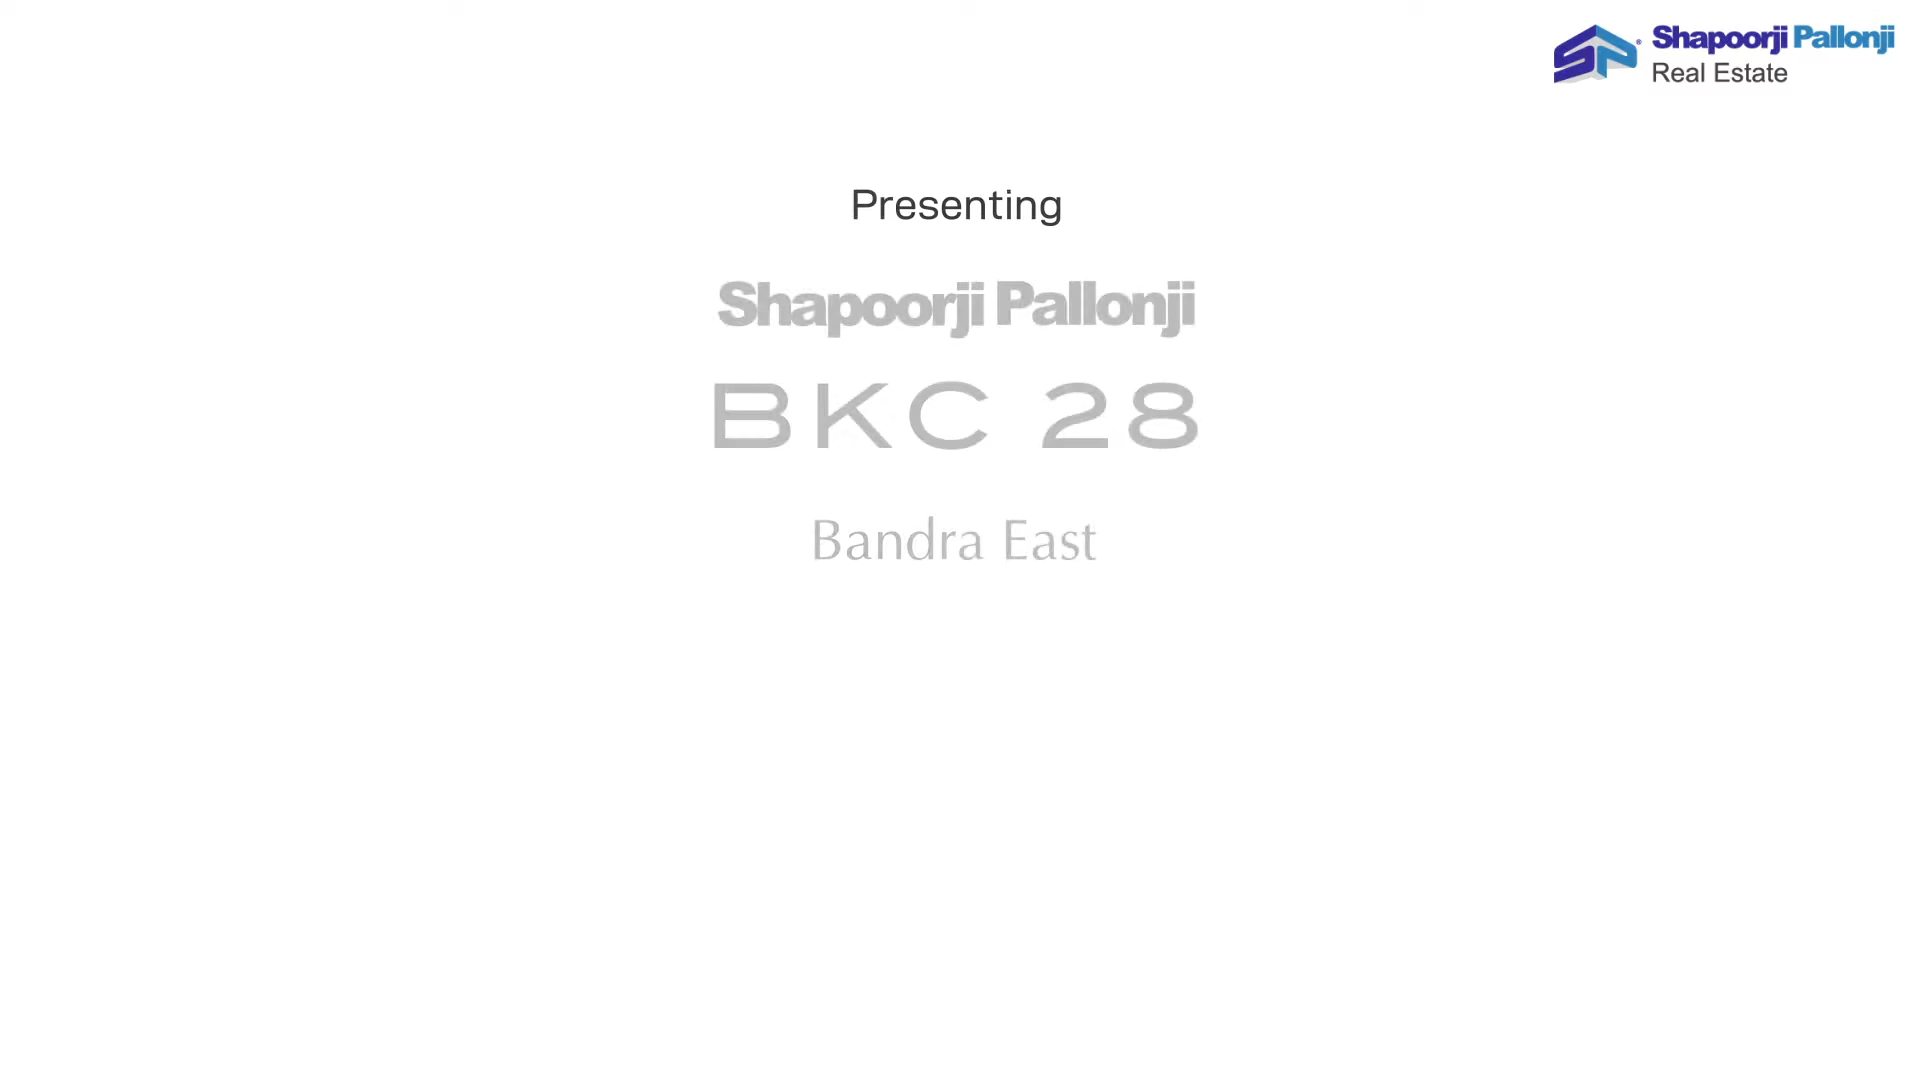 Shapoorji Pallonji
Real Estate
Presenting
Shapoorji Pallonji
BKC 28
Bandra East